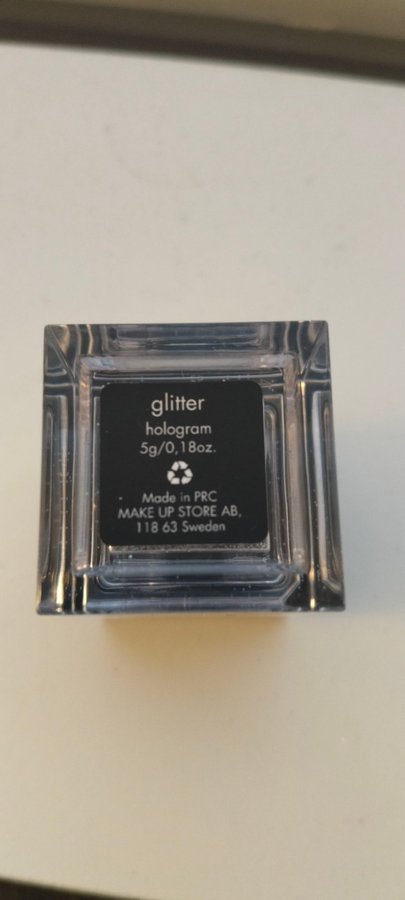 glitter
hologram
5g/0,18oz.
Made in PRC
MAKE UP STORE AB,
118 63 Sweden